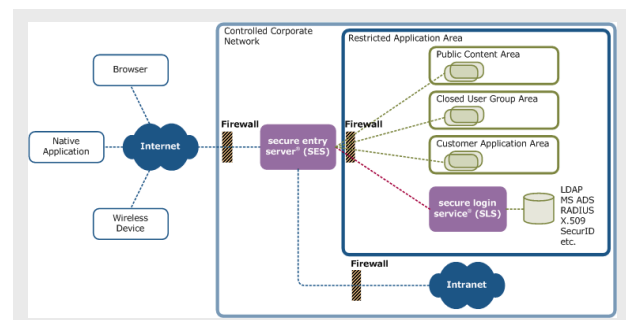 Controlled Corporate
Network
Restricted Application Area
Public Content Area
Browser
Closed User Group Area
Firewall
Firewall
Native
Application
Internet
secure entry
server® (SES)
Customer Application Area
Wireless
Device
secure login
service® (SLS)
LDAP
MS ADS
RADIUS
X.509
SecurID
etc.
Firewall
Intranet